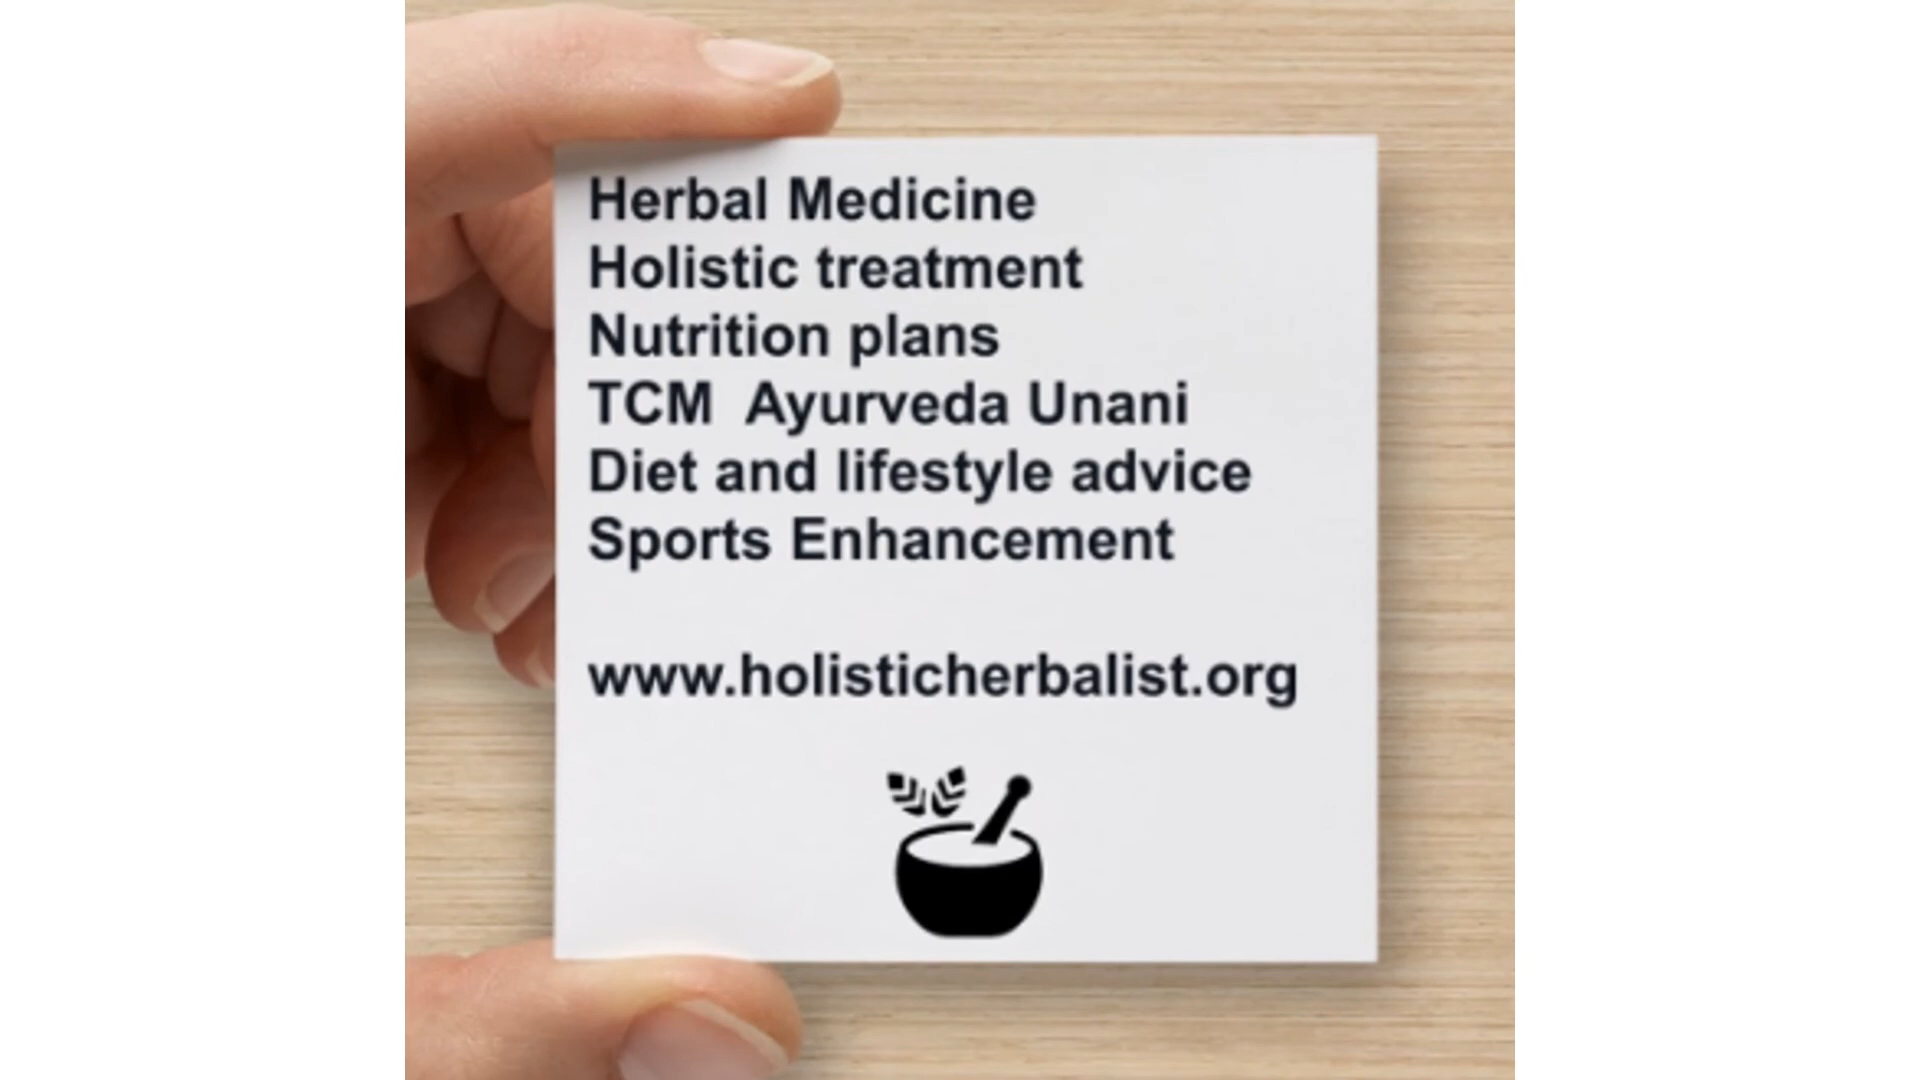 Herbal Medicine
Holistic treatment
Nutrition plans
TCM  Ayurveda Unani
Diet and lifestyle advice
Sports Enhancement
www.holisticherbalist.org